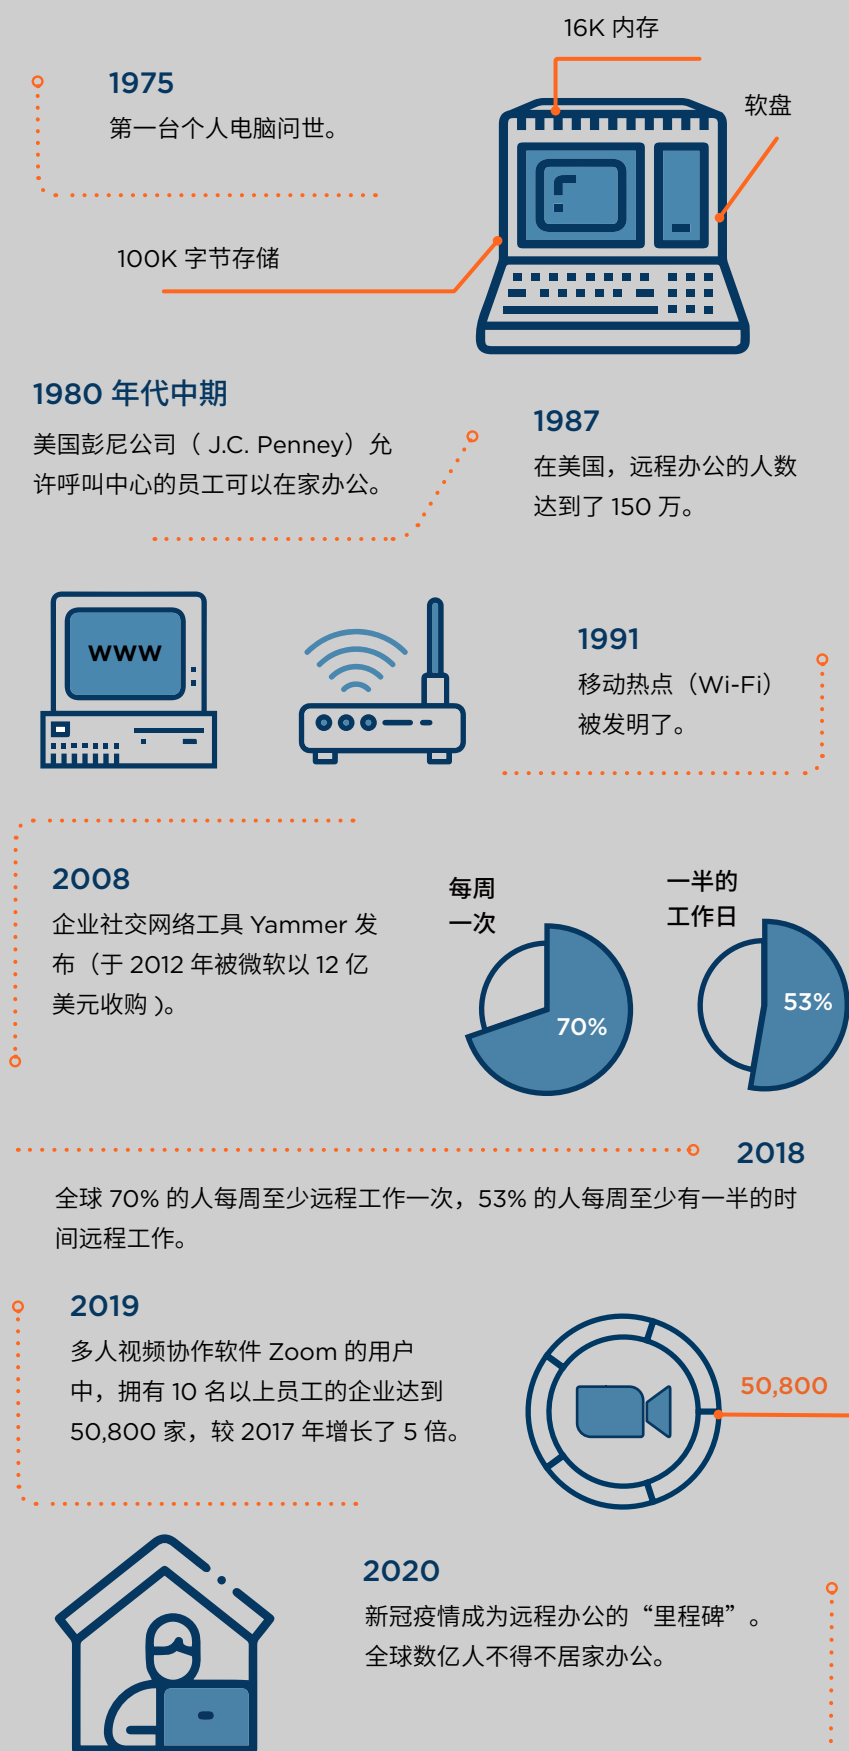 16K 内存
1975
第一台个人电脑问世。
软盘
100K 字节存储
1980 年代中期
美国彭尼公司（ J.C. Penney）允
许呼叫中心的员工可以在家办公。
1987
在美国，远程办公的人数
达到了 150 万。
WWW
1991
移动热点（Wi-Fi）
被发明了。
2008
企业社交网络工具 Yammer 发
布（于 2012 年被微软以 12 亿
美元收购 ）。
每周
一次
70%
一半的
工作日
53%
2018
全球 70% 的人每周至少远程工作一次，53% 的人每周至少有一半的时
间远程工作。
2019
多人视频协作软件 Zoom 的用户
中，拥有 10 名以上员工的企业达到
50,800 家，较 2017 年增长了 5 倍。
50,800
2020
新冠疫情成为远程办公的“里程碑”。
全球数亿人不得不居家办公。